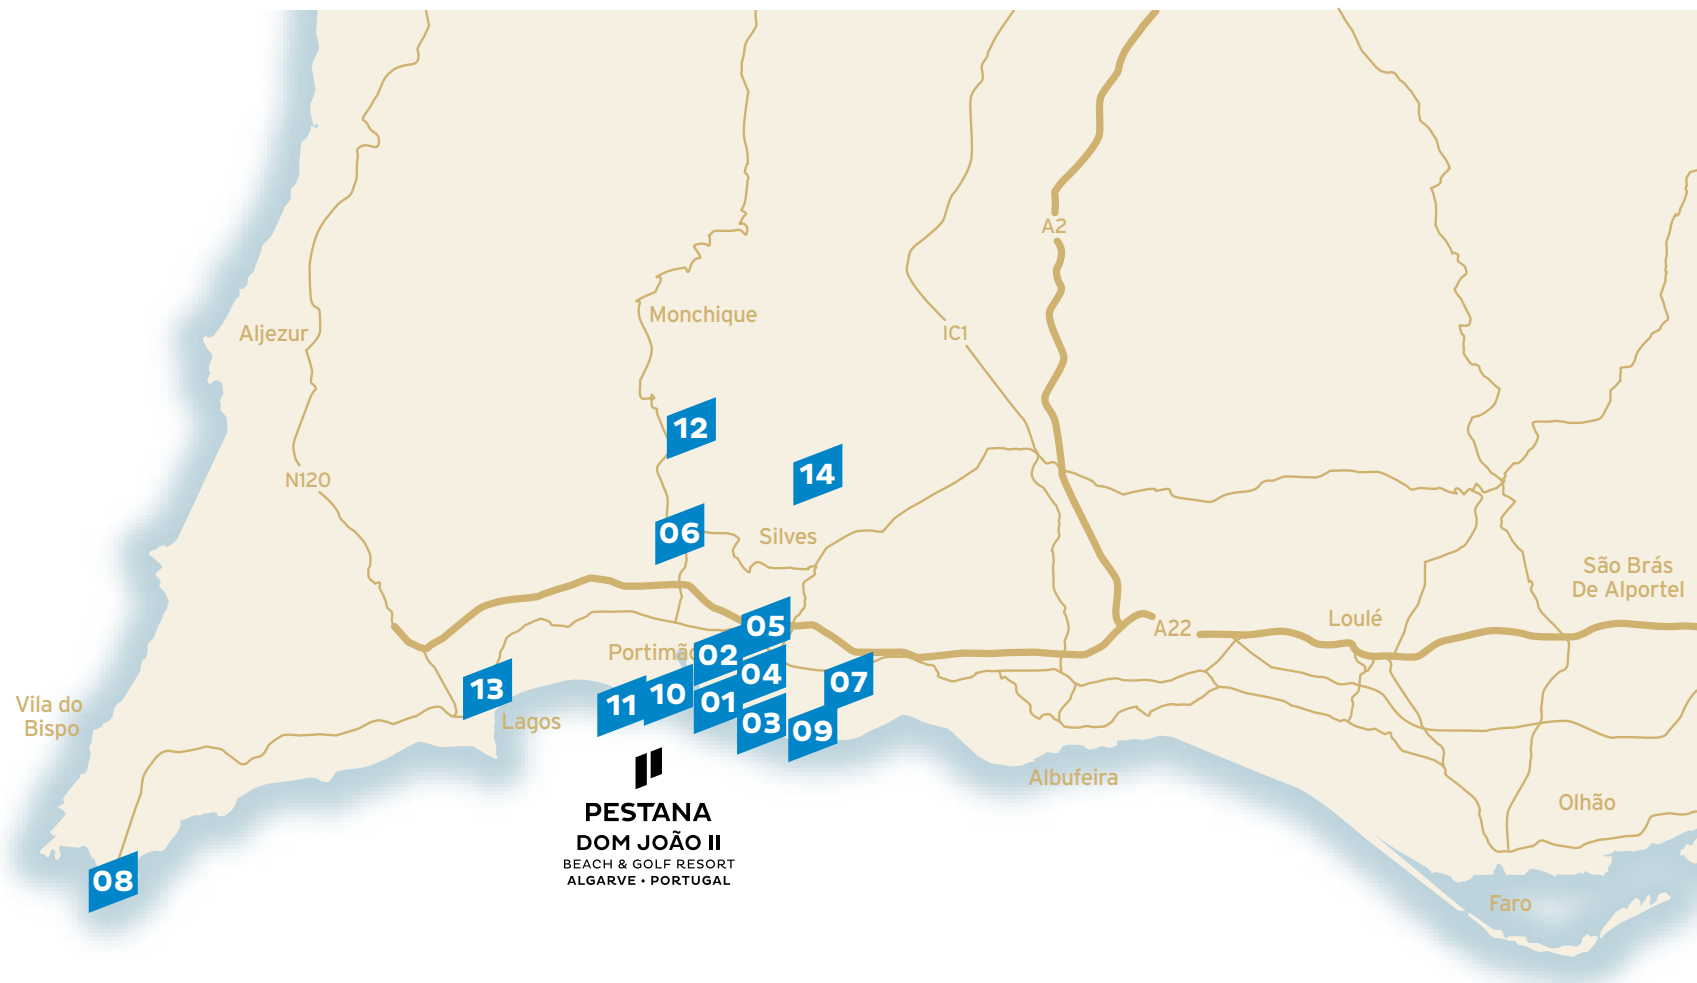 A2
Monchique
Aljezur
IC1
12
14
N120
06
Silves
São Brás
De Alportel
05
A22
Loulé
Portimão
02
04
07
13
10
11
01
Vila do
Bispo
Lagos
03
09
Albufeira
PESTANA
DOM JOÃO II
BEACH & GOLF RESORT
ALGARVE • PORTUGAL
Olhão
08
Faro